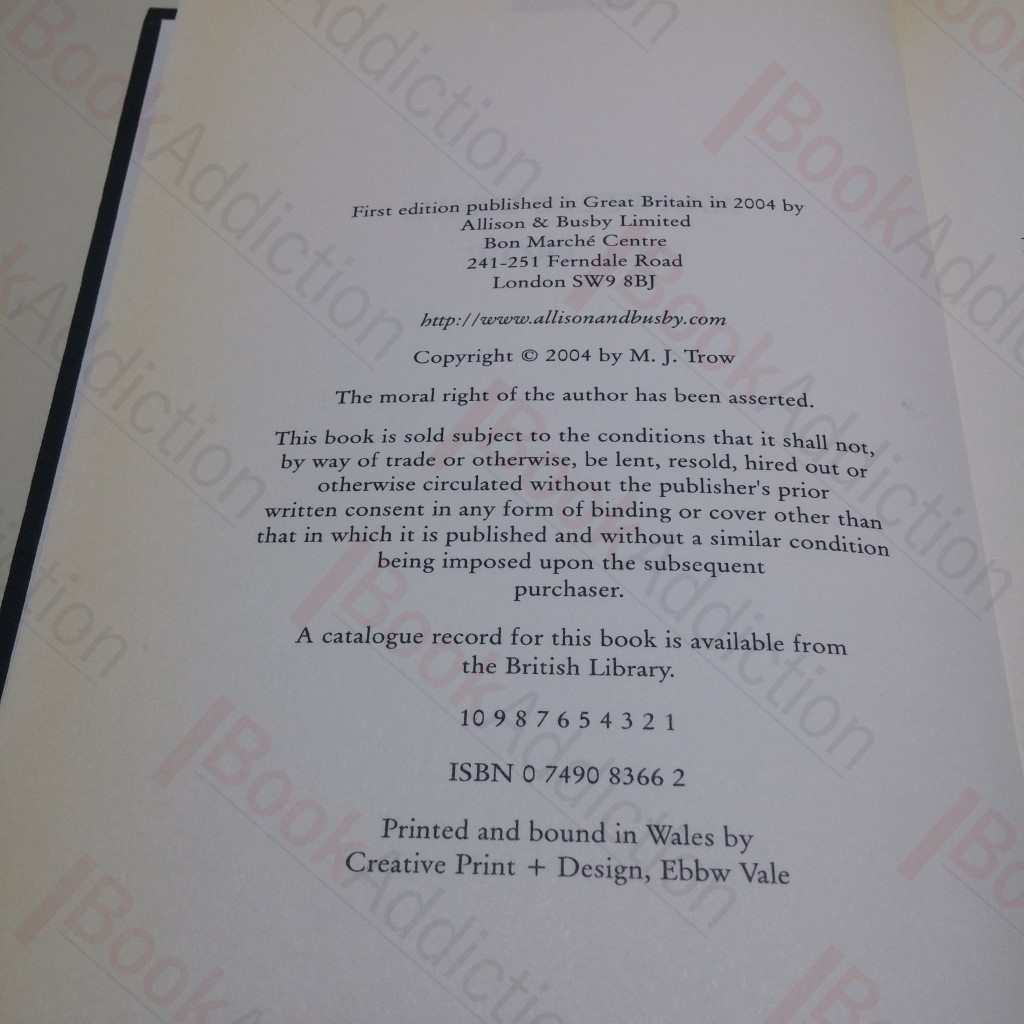 First edition published in Great Britain in 2004 by
Allison & Busby Limited
Bon Marché Centre
241-251 Ferndale Road
London SW9 8BJ
http://www.allisonandbusby.com
Copyright © 2004 by M. J. Trow
The moral right of the author has been asserted.
This book is sold subject to the conditions that it shall not,
by way of trade or otherwise, be lent, resold, hired out or
otherwise circulated without the publisher's prior
written consent in any form of binding or cover other than
that in which it is published and without a similar condition
being imposed upon the subsequent
purchaser.
A catalogue record for this book is available from
the British Library.
10 9 8 7 6 5 4 3 2 1
ISBN 0 7490 8366 2
Printed and bound in Wales by
Creative Print + Design, Ebbw Vale
BookAddiction